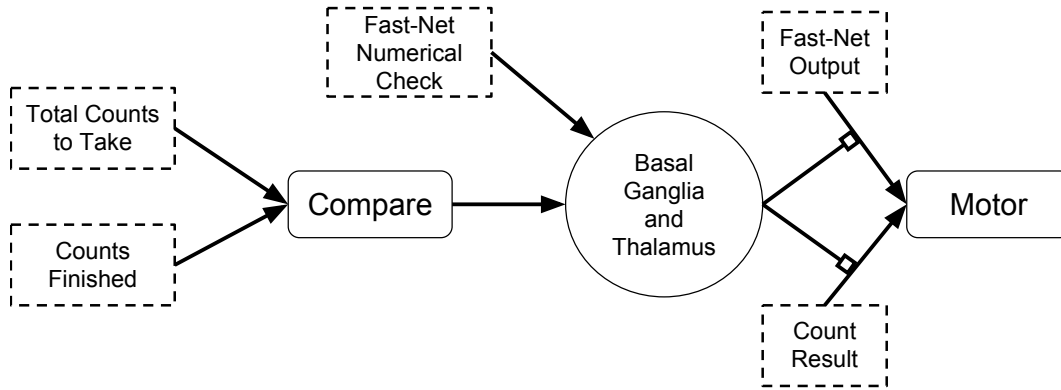 Fast-Net
Numerical
Check
Fast-Net
Output
Total Counts
to Take
Compare
Basal
Ganglia
and
Thalamus
Motor
Counts
Finished
Count
Result